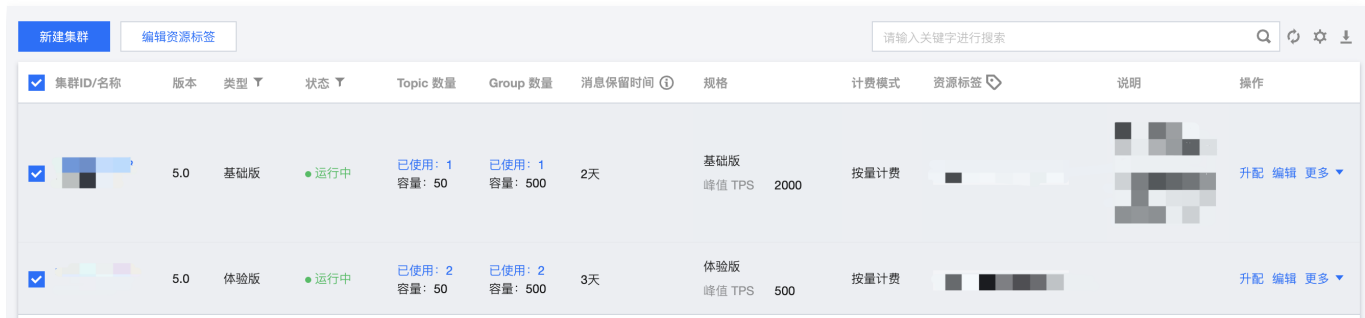 新建集群 编辑资源标签 请输入关键字进行搜索
集群ID/名称 版本 类型 状态 Topic 数量 Group 数量 消息保留时间 规格 计费模式 资源标签 说明 操作
已使用：1 已使用：1 基础版
5.0 基础版 运行中 2天 按量计费 升配 编辑 更多
容量：50 容量：500 峰值 TPS 2000
已使用：2 已使用：2 体验版
5.0 体验版 运行中 3天 按量计费 升配 编辑 更多
容量：50 容量：500 峰值 TPS 500